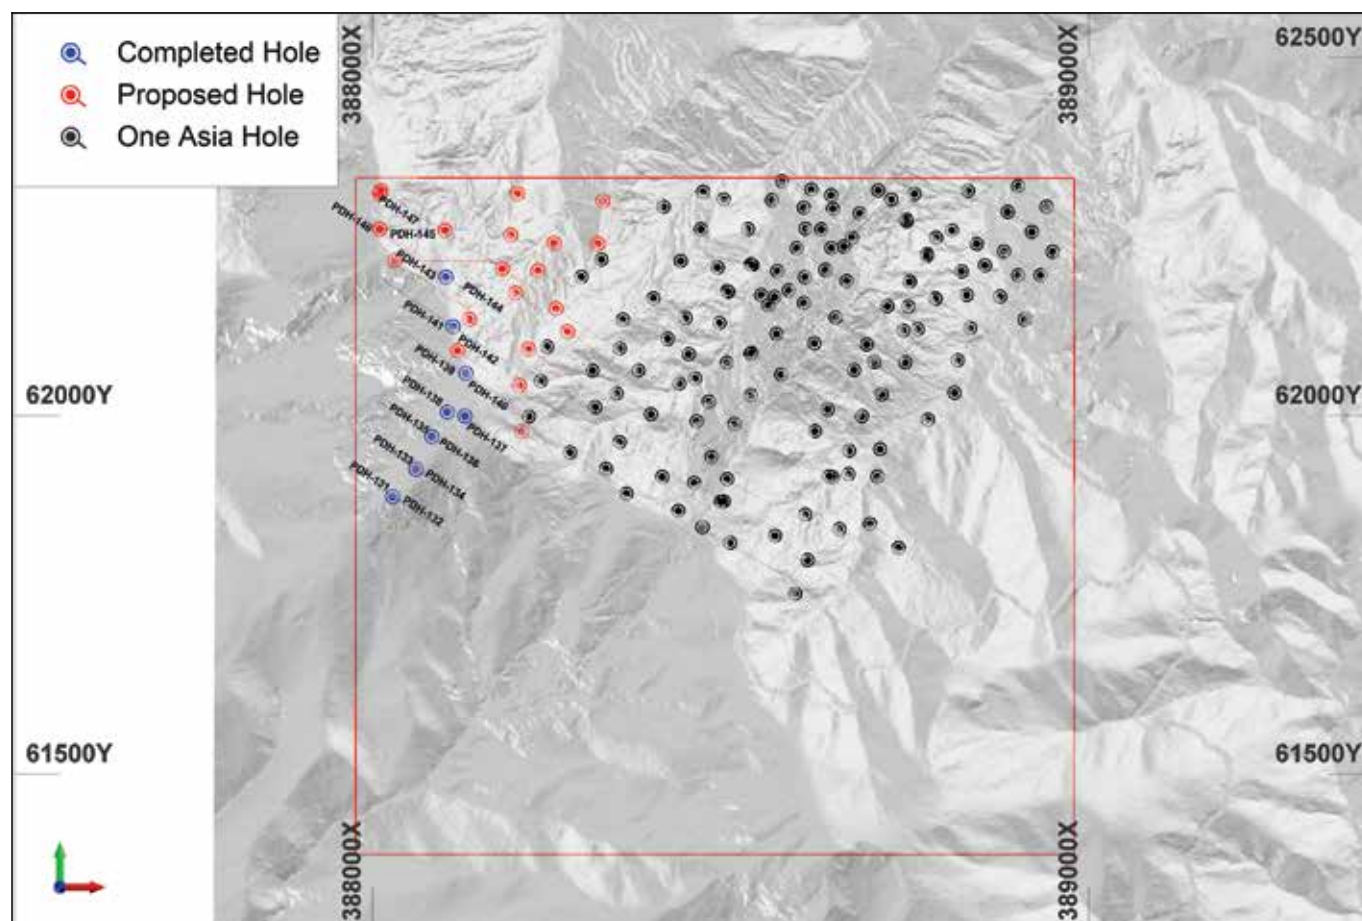 Completed Hole
Proposed Hole
One Asia Hole
388000X
389000X
62500Y
PDH-147
PDH-145
PDH-143
PDH-144
PDH-141
PDH-142
62000Y
62000Y
PDH-139
PDH-140
PDH-138
PDH-137
PDH-135
PDH-136
PDH-133
PDH-134
PDH-131
PDH-132
61500Y
61500Y
388000X
389000X